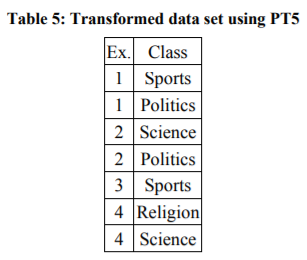 Table 5: Transformed data set using PT5
Ex. Class
1 Sports
1 Politics
2 Science
2 Politics
3 Sports
4 Religion
4 Science